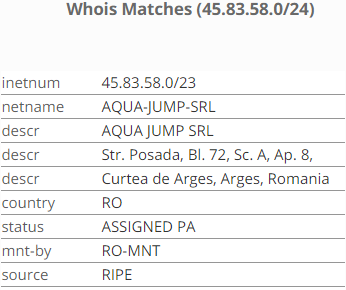 Whois Matches (45.83.58.0/24)
inetnum 45.83.58.0/23
netname AQUA-JUMP-SRL
descr AQUA JUMP SRL
descr Str. Posada, Bl. 72, Sc. A, Ap. 8,
descr Curtea de Arges, Arges, Romania
country RO
status ASSIGNED PA
mnt-by RO-MNT
source RIPE